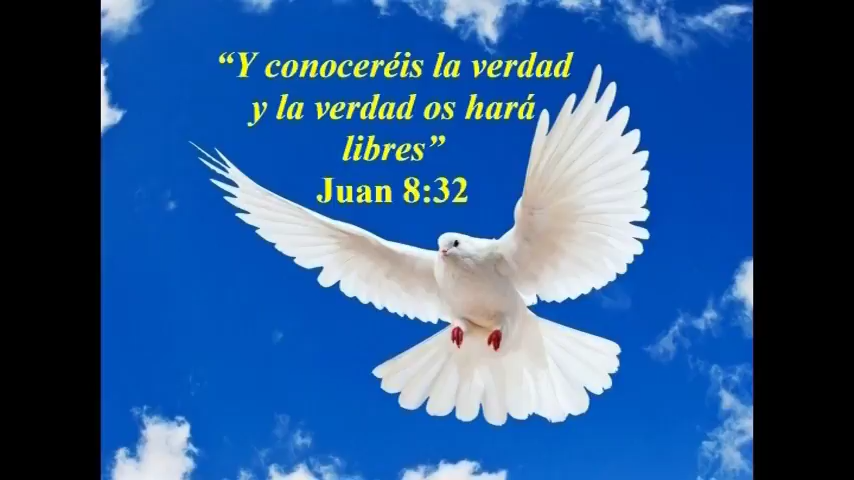 “Y conoceréis la verdad
y la verdad os hará
libres”
Juan 8:32